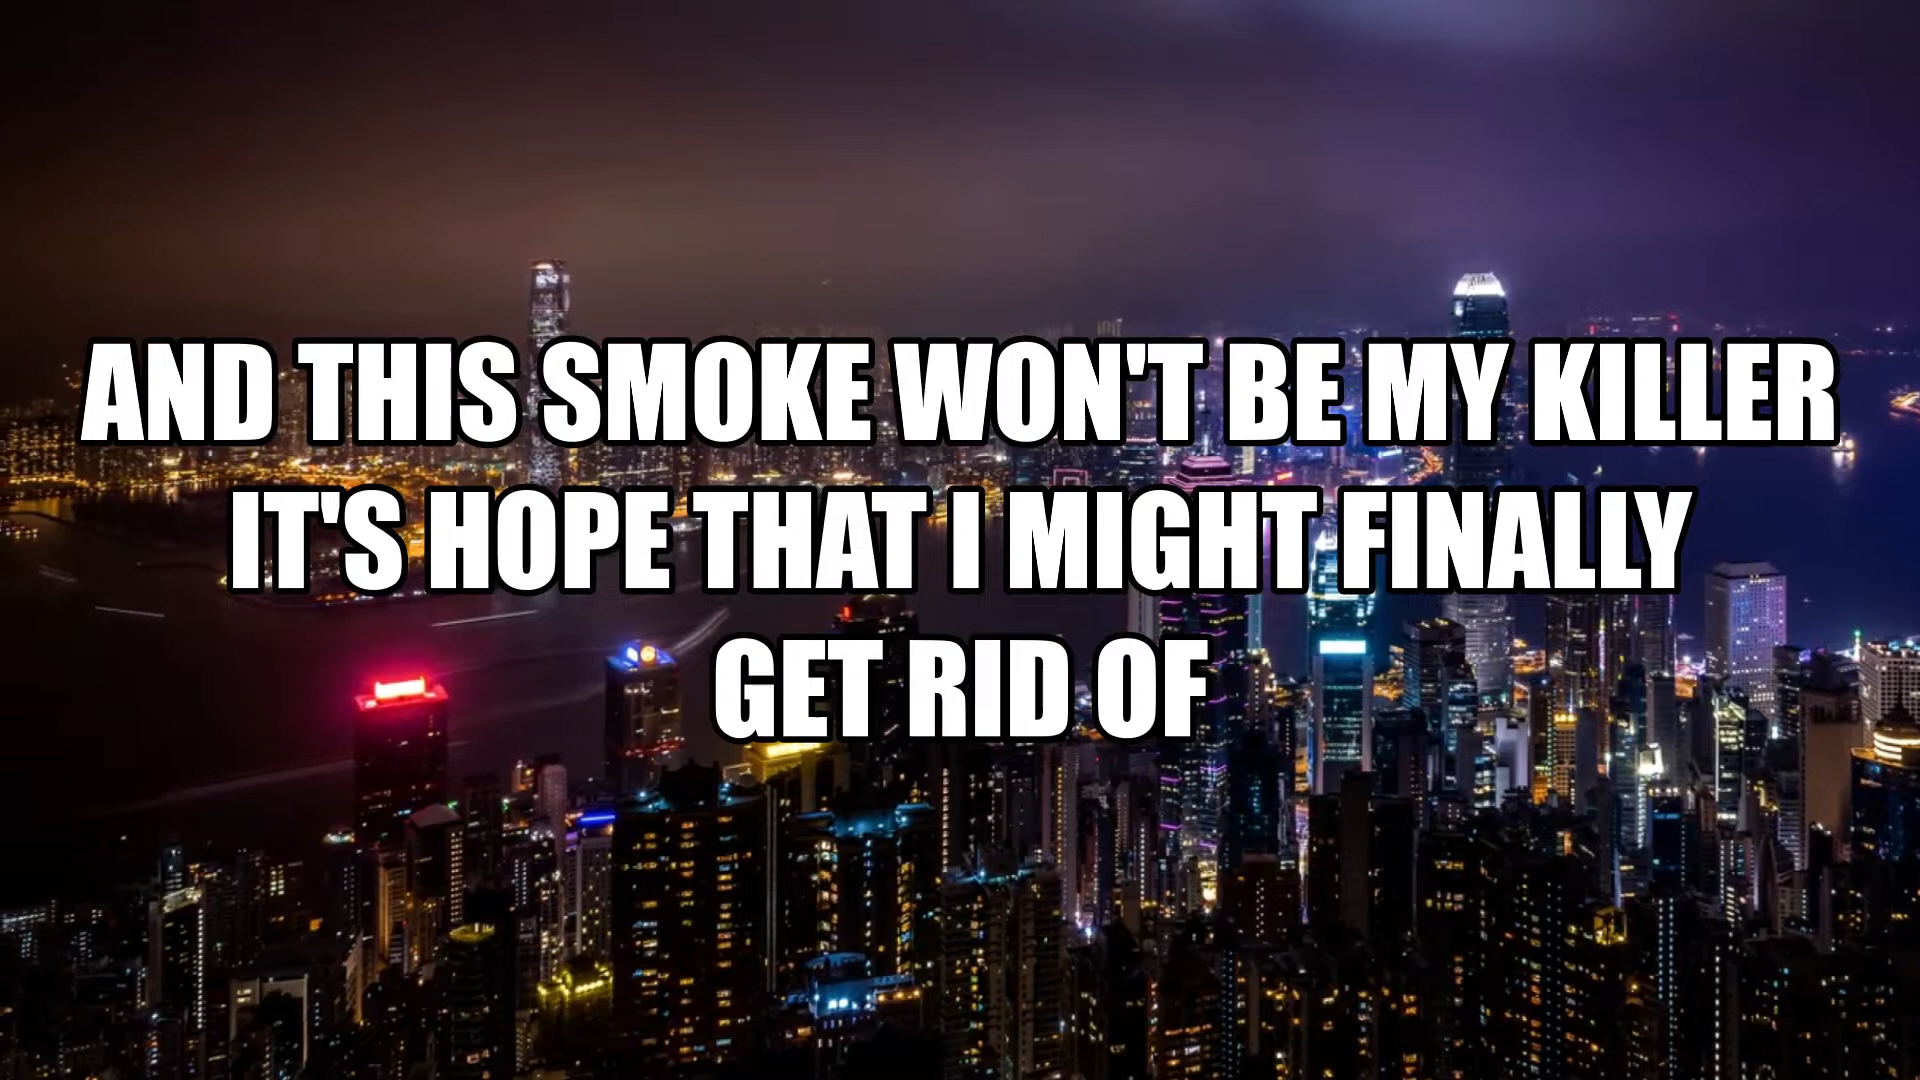 AND THIS SMOKE WON'T BE MY KILLER
IT'S HOPE THAT I MIGHT FINALLY
GET RID OF